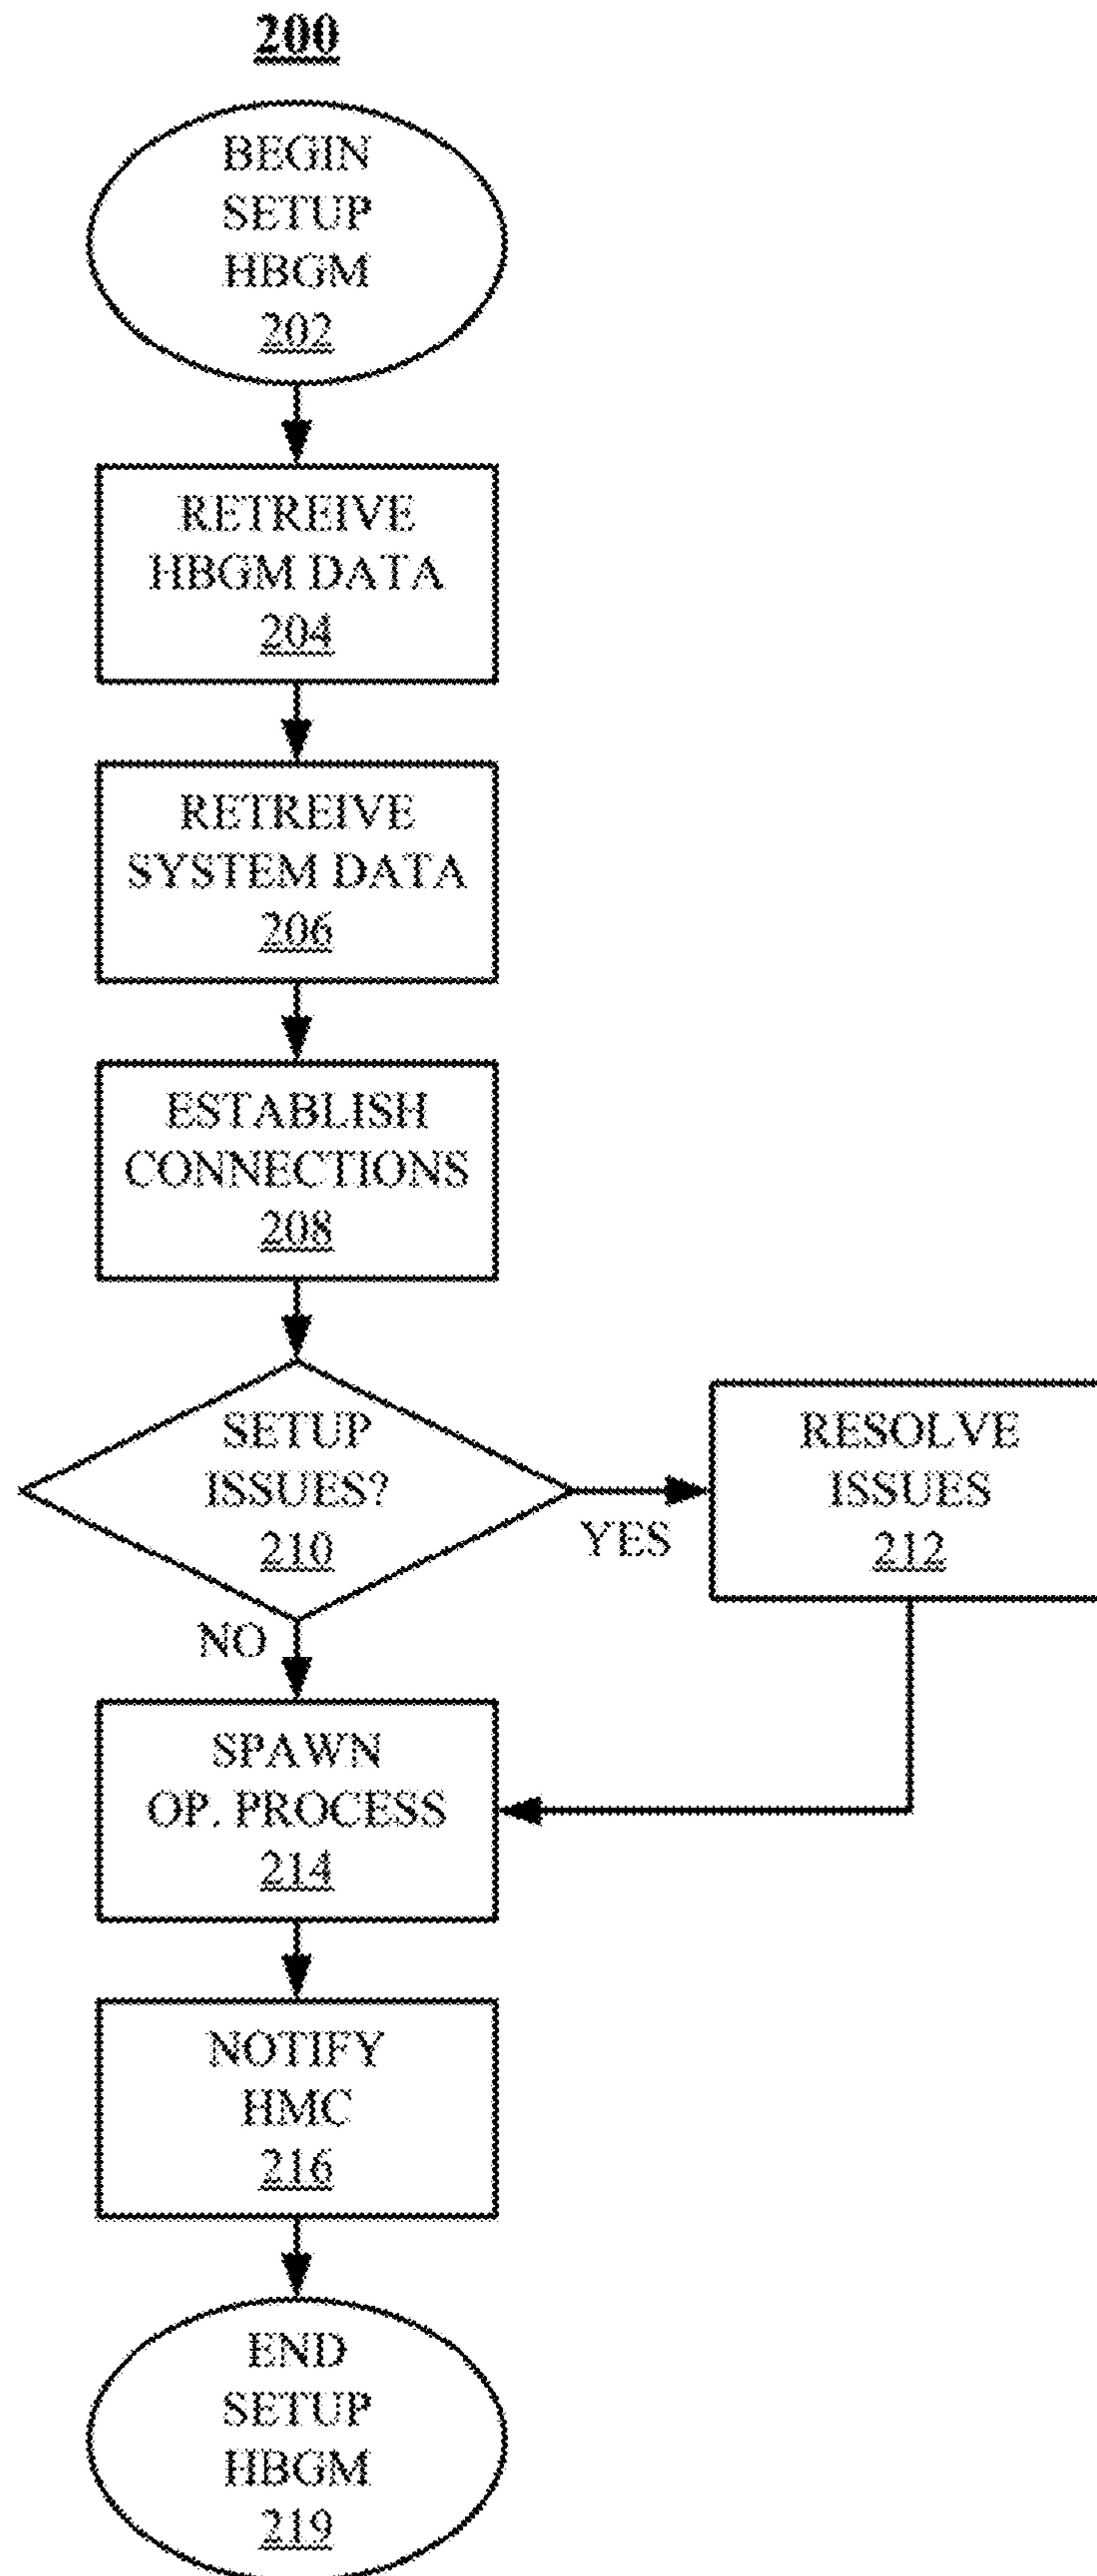 200
BEGIN
SETUP
HBGM
202
RETREIVE
HBGM DATA
204
RETREIVE
SYSTEM DATA
206
ESTABLISH
CONNECTIONS
208
SETUP
ISSUES?
210
YES
RESOLVE
ISSUES
212
NO
SPAWN
OP. PROCESS
214
NOTIFY
HMC
216
END
SETUP
HBGM
219